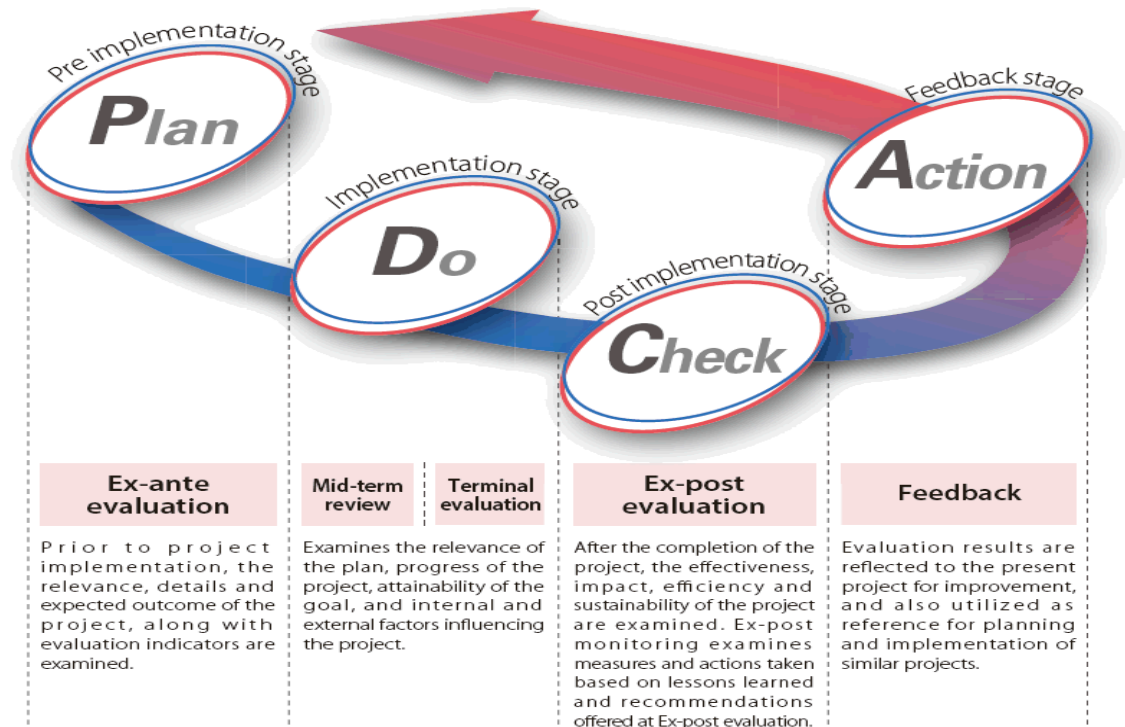 Pre implementation stage
Plan
Implementation stage
Do
Post implementation stage
Check
Feedback stage
Action
Ex-ante
evaluation
Prior to project
implementation, the
relevance, details and
expected outcome of the
project, along with
evaluation indicators are
examined.
Mid-term
review
Terminal
evaluation
Examines the relevance of
the plan, progress of the
project, attainability of the
goal, and internal and
external factors influencing
the project.
Ex-post
evaluation
After the completion of the
project, the effectiveness,
impact, efficiency and
sustainability of the project
are examined. Ex-post
monitoring examines
measures and actions taken
based on lessons learned
and recommendations
offered at Ex-post evaluation.
Feedback
Evaluation results are
reflected to the present
project for improvement,
and also utilized as
reference for planning
and implementation of
similar projects.